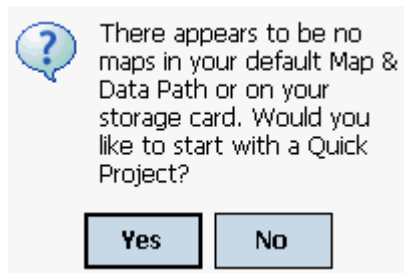 There appears to be no
maps in your default Map &
Data Path or on your
storage card. Would you
like to start with a Quick
Project?
Yes No